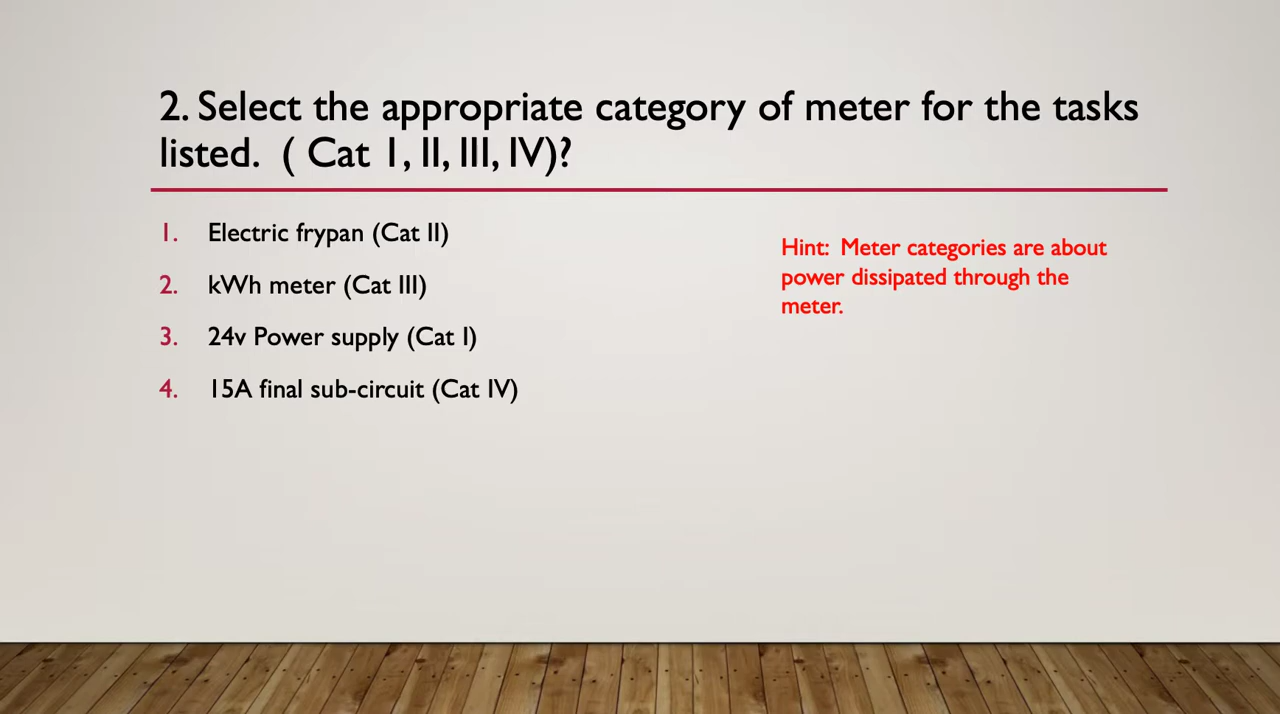 2. Select the appropriate category of meter for the tasks
listed.  ( Cat 1, II, III, IV)?
1. Electric frypan (Cat II)
2. kWh meter (Cat III)
3. 24v Power supply (Cat I)
4. 15A final sub-circuit (Cat IV)
Hint:  Meter categories are about
power dissipated through the
meter.